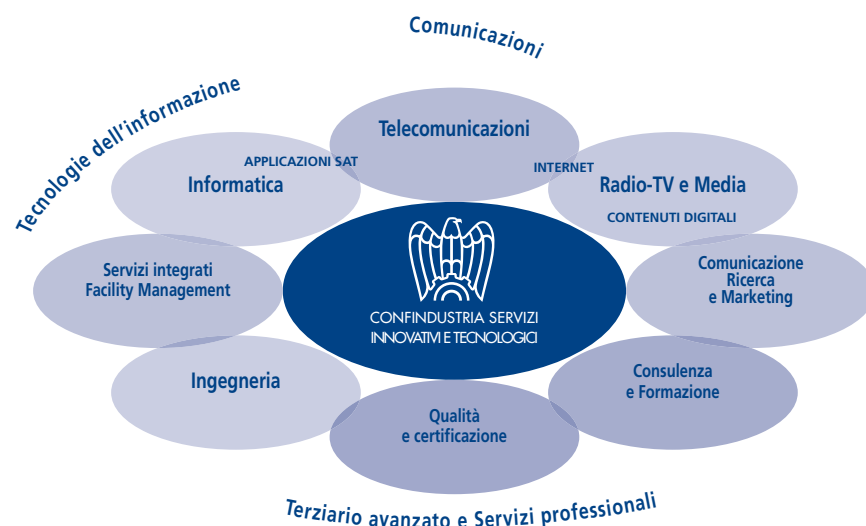 Comunicazioni
Tecnologie dell'informazione
Telecomunicazioni
APPLICAZIONI SAT
INTERNET
Informatica
Radio-TV e Media
CONTENUTI DIGITALI
Servizi integrati
Facility Management
CONFINDUSTRIA SERVIZI
INNOVATIVI E TECNOLOGICI
Comunicazione
Ricerca
e Marketing
Ingegneria
Consulenza
e Formazione
Qualità
e certificazione
Terziario avanzato e Servizi professionali